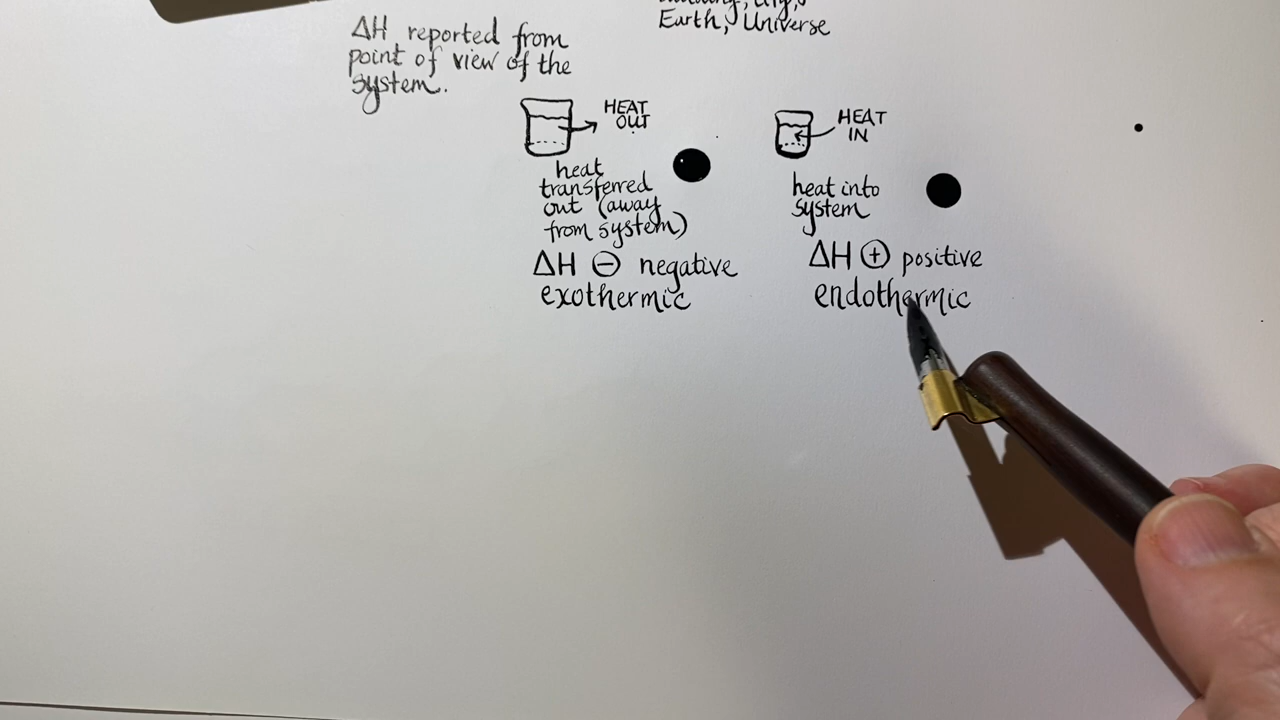 ΔH reported from
point of view of the
system.
Earth, Universe
HEAT
OUT
heat
transferred
out (away
from system)
ΔH ⊖ negative
exothermic
HEAT
IN
heat into
system
ΔH ⊕ positive
endothermic